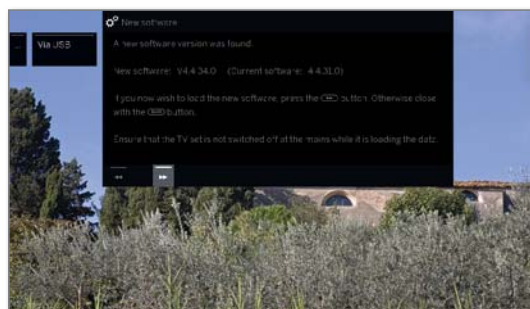 New software
... Via USB
A new software version was found.
New software: V4.4.34.0 (Current software: 4.4.31.0)
If you now wish to load the new software, press the button. Otherwise close
with the button.
Ensure that the TV set is not switched off at the mains while it is loading the data.